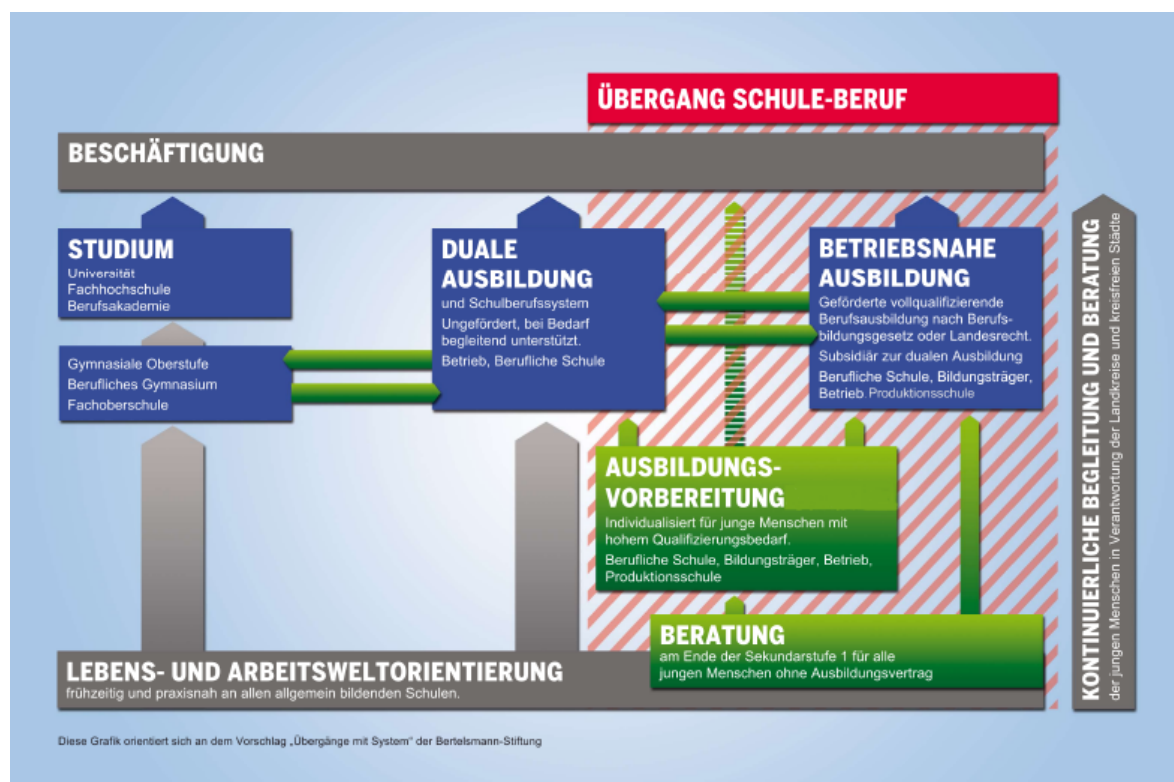 ÜBERGANG SCHULE-BERUF
BESCHÄFTIGUNG
STUDIUM
Universität
Fachhochschule
Berufsakademie
Gymnasiale Oberstufe
Berufliches Gymnasium
Fachoberschule
DUALE
AUSBILDUNG
und Schulberufssystem
Ungefördert, bei Bedarf
begleitend unterstützt.
Betrieb, Berufliche Schule
BETRIEBSNAHE
AUSBILDUNG
Geförderte vollqualifizierende
Berufsausbildung nach Berufs-
bildungsgesetz oder Landesrecht.
Subsidiär zur dualen Ausbildung
Berufliche Schule, Bildungsträger,
Betrieb, Produktionsschule
AUSBILDUNGS-
VORBEREITUNG
Individualisiert für junge Menschen mit
hohem Qualifizierungsbedarf.
Berufliche Schule, Bildungsträger, Betrieb,
Produktionsschule
BERATUNG
am Ende der Sekundarstufe 1 für alle
jungen Menschen ohne Ausbildungsvertrag
LEBENS- UND ARBEITSWELTORIENTIERUNG
frühzeitig und praxisnah an allen allgemein bildenden Schulen.
KONTINUIERLICHE BEGLEITUNG UND BERATUNG
der jungen Menschen in Verantwortung der Landkreise und kreisfreien Städte
Diese Grafik orientiert sich an dem Vorschlag „Übergänge mit System" der Bertelsmann-Stiftung